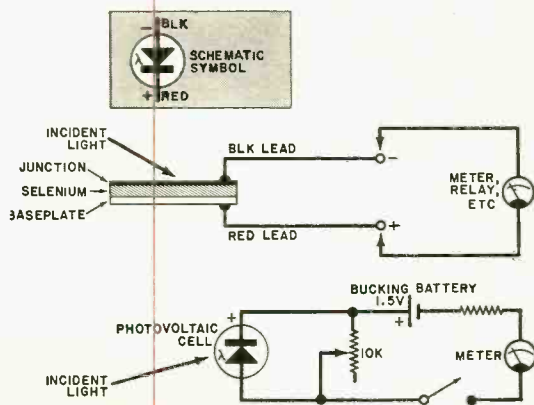 - BLK
λ
SCHEMATIC
SYMBOL
+ RED
INCIDENT
LIGHT
JUNCTION
SELENIUM
BASEPLATE
BLK LEAD
-
RED LEAD
+
METER,
RELAY,
ETC
BUCKING BATTERY
1.5V
+
+
PHOTOVOLTAIC
CELL
λ
10K
METER
INCIDENT
LIGHT